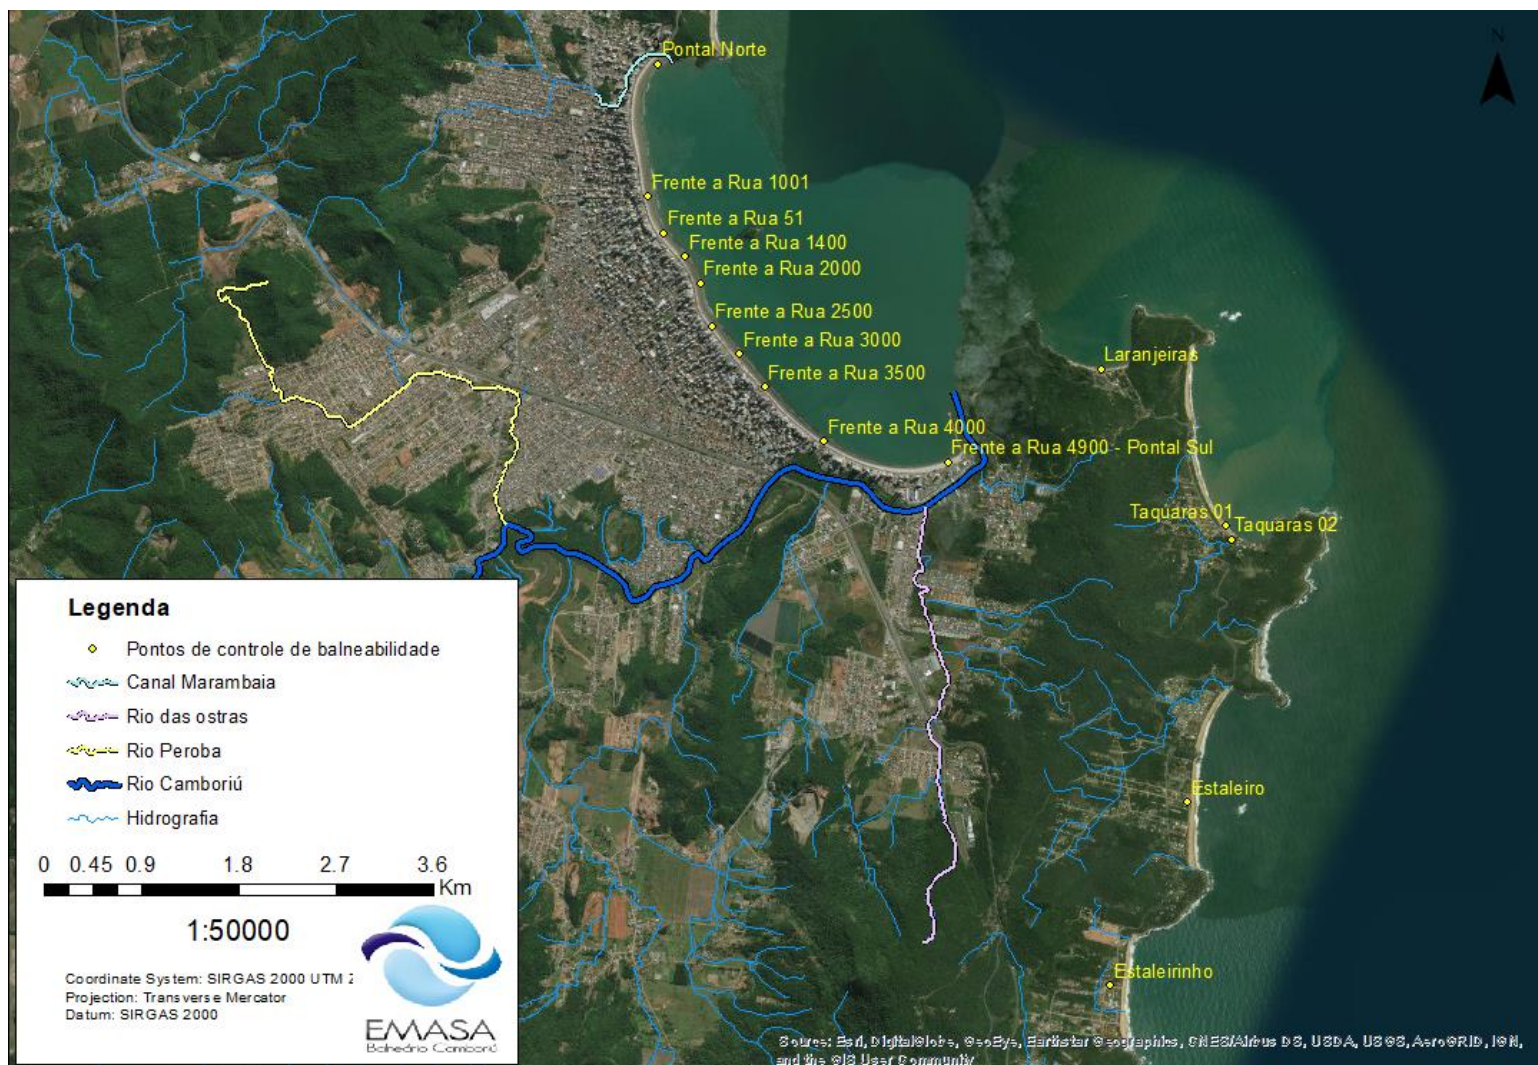 N
Pontal Norte
Frente a Rua 1001
Frente a Rua 51
Frente a Rua 1400
Frente a Rua 2000
Frente a Rua 2500
Frente a Rua 3000
Laranjeiras
Frente a Rua 3500
Frente a Rua 4000
Frente a Rua 4900 - Pontal Sul
Taquaras 01
Taquaras 02
Estaleiro
Estaleirinho
Legenda
Pontos de controle de balneabilidade
Canal Marambaia
Rio das ostras
Rio Peroba
Rio Camboriú
Hidrografia
0 0.45 0.9 1.8 2.7 3.6
Km
1:50000
Coordinate System: SIRGAS 2000 UTM
Projection: Transverse Mercator
Datum: SIRGAS 2000
EMASA
Balneário Camboriú
Source: Esri, DigitalGlobe, GeoEye, Earthstar Geographics, CNES/Airbus DS, USDA, USGS, AeroGRID, IGN,
and the GIS User Community